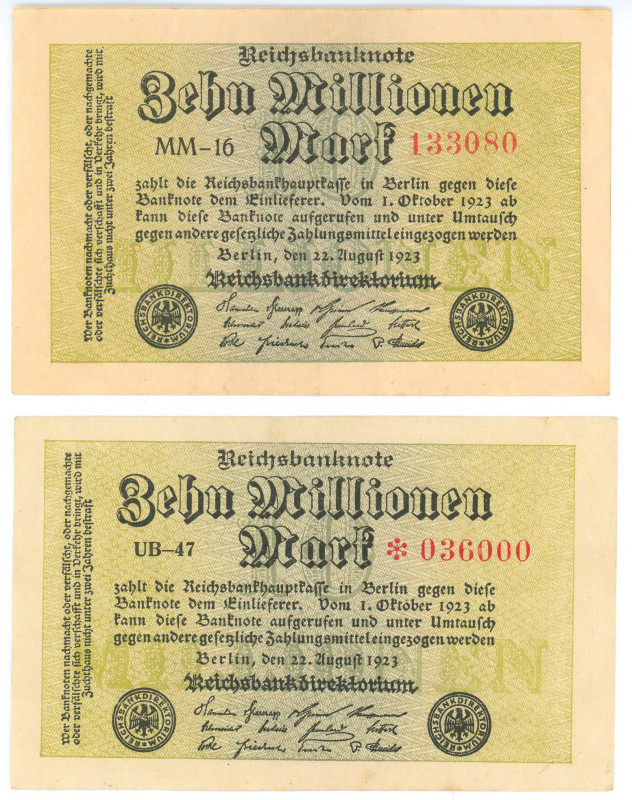 Reichsbanknote
Zehn Millionen
MM-16 Mark 133080
zahlt die Reichsbankhauptkasse in Berlin gegen diese
Banknote dem Einlieferer. Vom 1. Oktober 1923 ab
kann diese Banknote aufgerufen und unter Umtausch
gegen andere gesetzliche Zahlungsmittel eingezogen werden
Berlin, den 22. August 1923
Reichsbankdirektorium
REICHSBANKDIREKTORIUM
REICHSBANKDIREKTORIUM
Wer Banknoten nachmacht oder verfälscht, oder nachgemachte
oder verfälschte sich verschafft und in Verkehr bringt, wird mit
Zuchthaus nicht unter zwei Jahren bestraft
Reichsbanknote
Zehn Millionen
UB-47 Mark * 036000
zahlt die Reichsbankhauptkasse in Berlin gegen diese
Banknote dem Einlieferer. Vom 1. Oktober 1923 ab
kann diese Banknote aufgerufen und unter Umtausch
gegen andere gesetzliche Zahlungsmittel eingezogen werden
Berlin, den 22. August 1923
Reichsbankdirektorium
REICHSBANKDIREKTORIUM
REICHSBANKDIREKTORIUM
Wer Banknoten nachmacht oder verfälscht, oder nachgemachte
oder verfälschte sich verschafft und in Verkehr bringt, wird mit
Zuchthaus nicht unter zwei Jahren bestraft